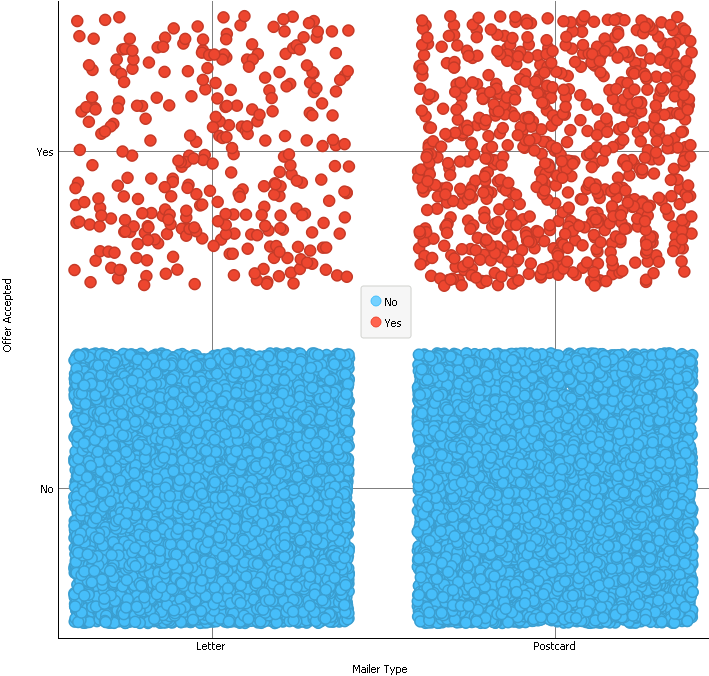 Yes
No
Yes
No
Offer Accepted
Letter
Postcard
Mailer Type